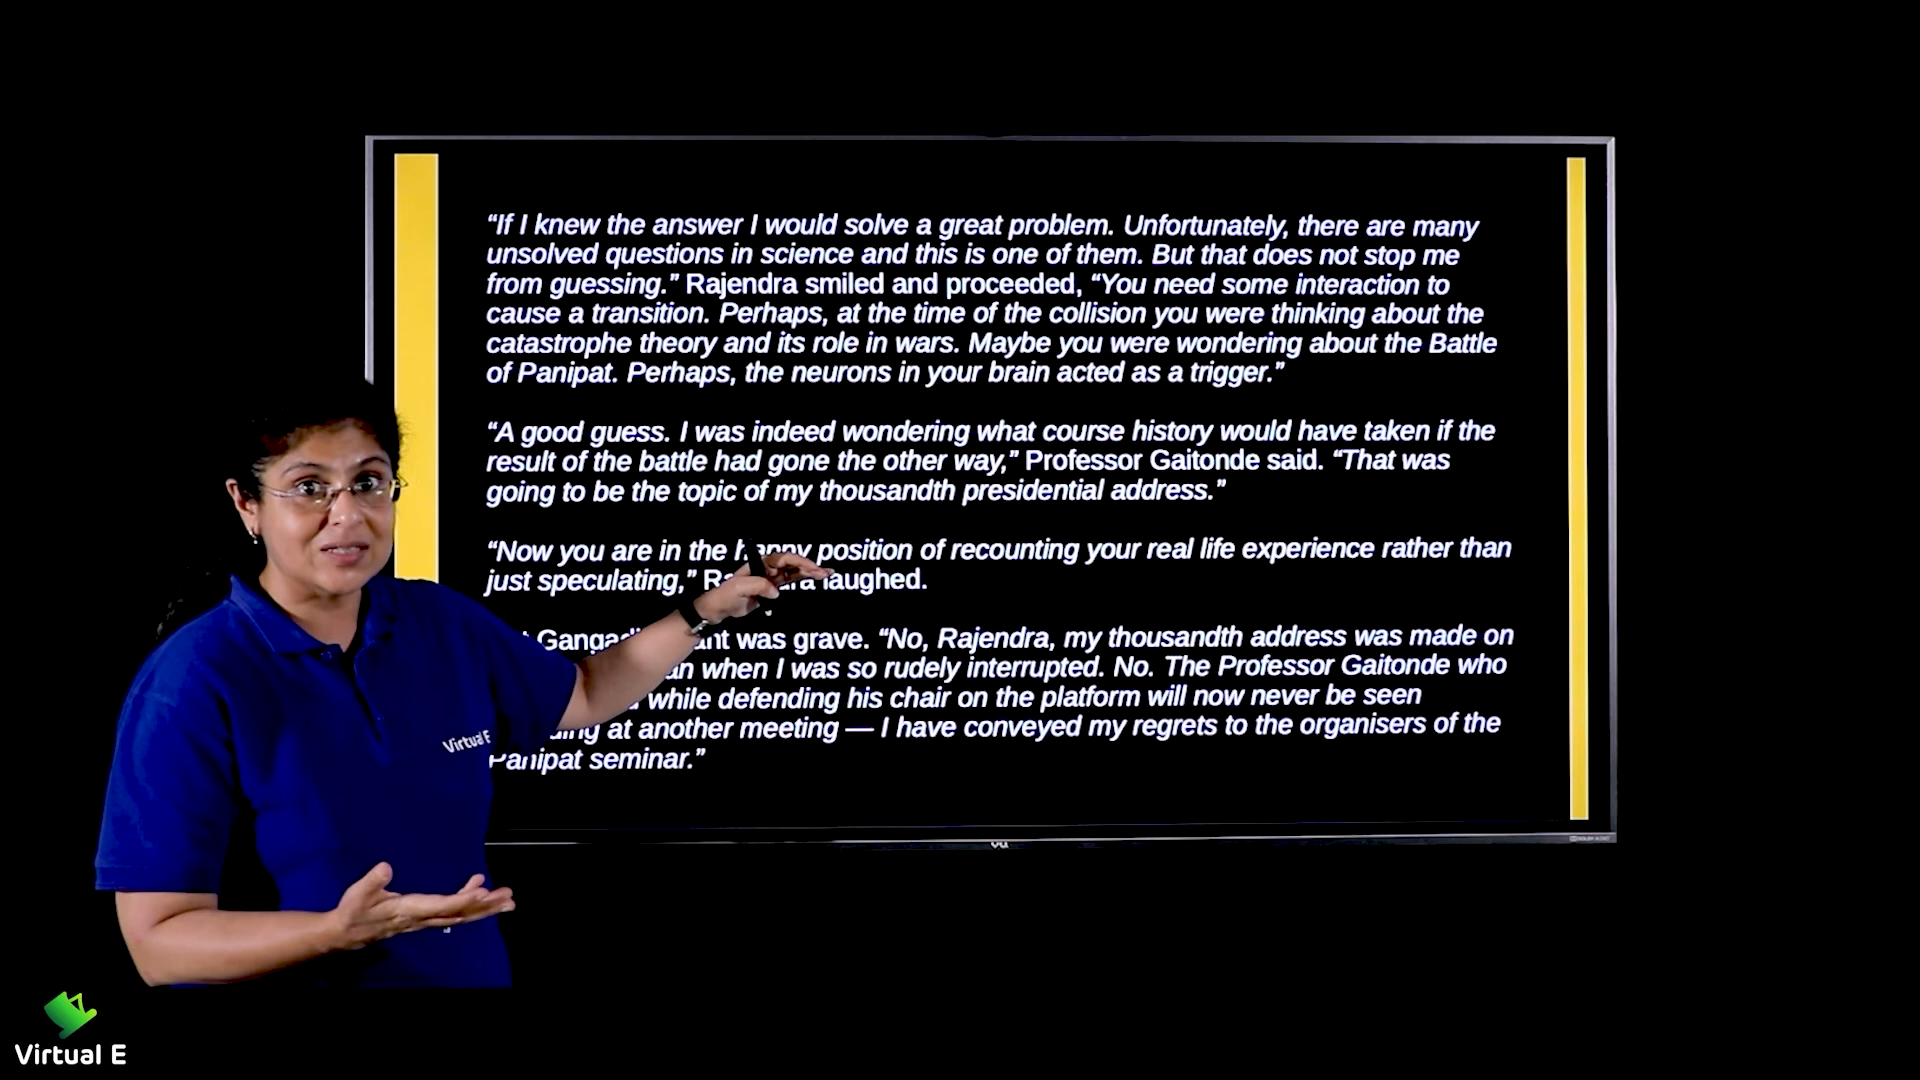 “If I knew the answer I would solve a great problem. Unfortunately, there are many
unsolved questions in science and this is one of them. But that does not stop me
from guessing.” Rajendra smiled and proceeded, “You need some interaction to
cause a transition. Perhaps, at the time of the collision you were thinking about the
catastrophe theory and its role in wars. Maybe you were wondering about the Battle
of Panipat. Perhaps, the neurons in your brain acted as a trigger.”
“A good guess. I was indeed wondering what course history would have taken if the
result of the battle had gone the other way,” Professor Gaitonde said. “That was
going to be the topic of my thousandth presidential address.”
“Now you are in the happy position of recounting your real life experience rather than
just speculating,” laughed.
was grave. “No, Rajendra, my thousandth address was made on
when I was so rudely interrupted. No. The Professor Gaitonde who
while defending his chair on the platform will now never be seen
at another meeting — I have conveyed my regrets to the organisers of the
Panipat seminar.”
Virtual E
Virtual E